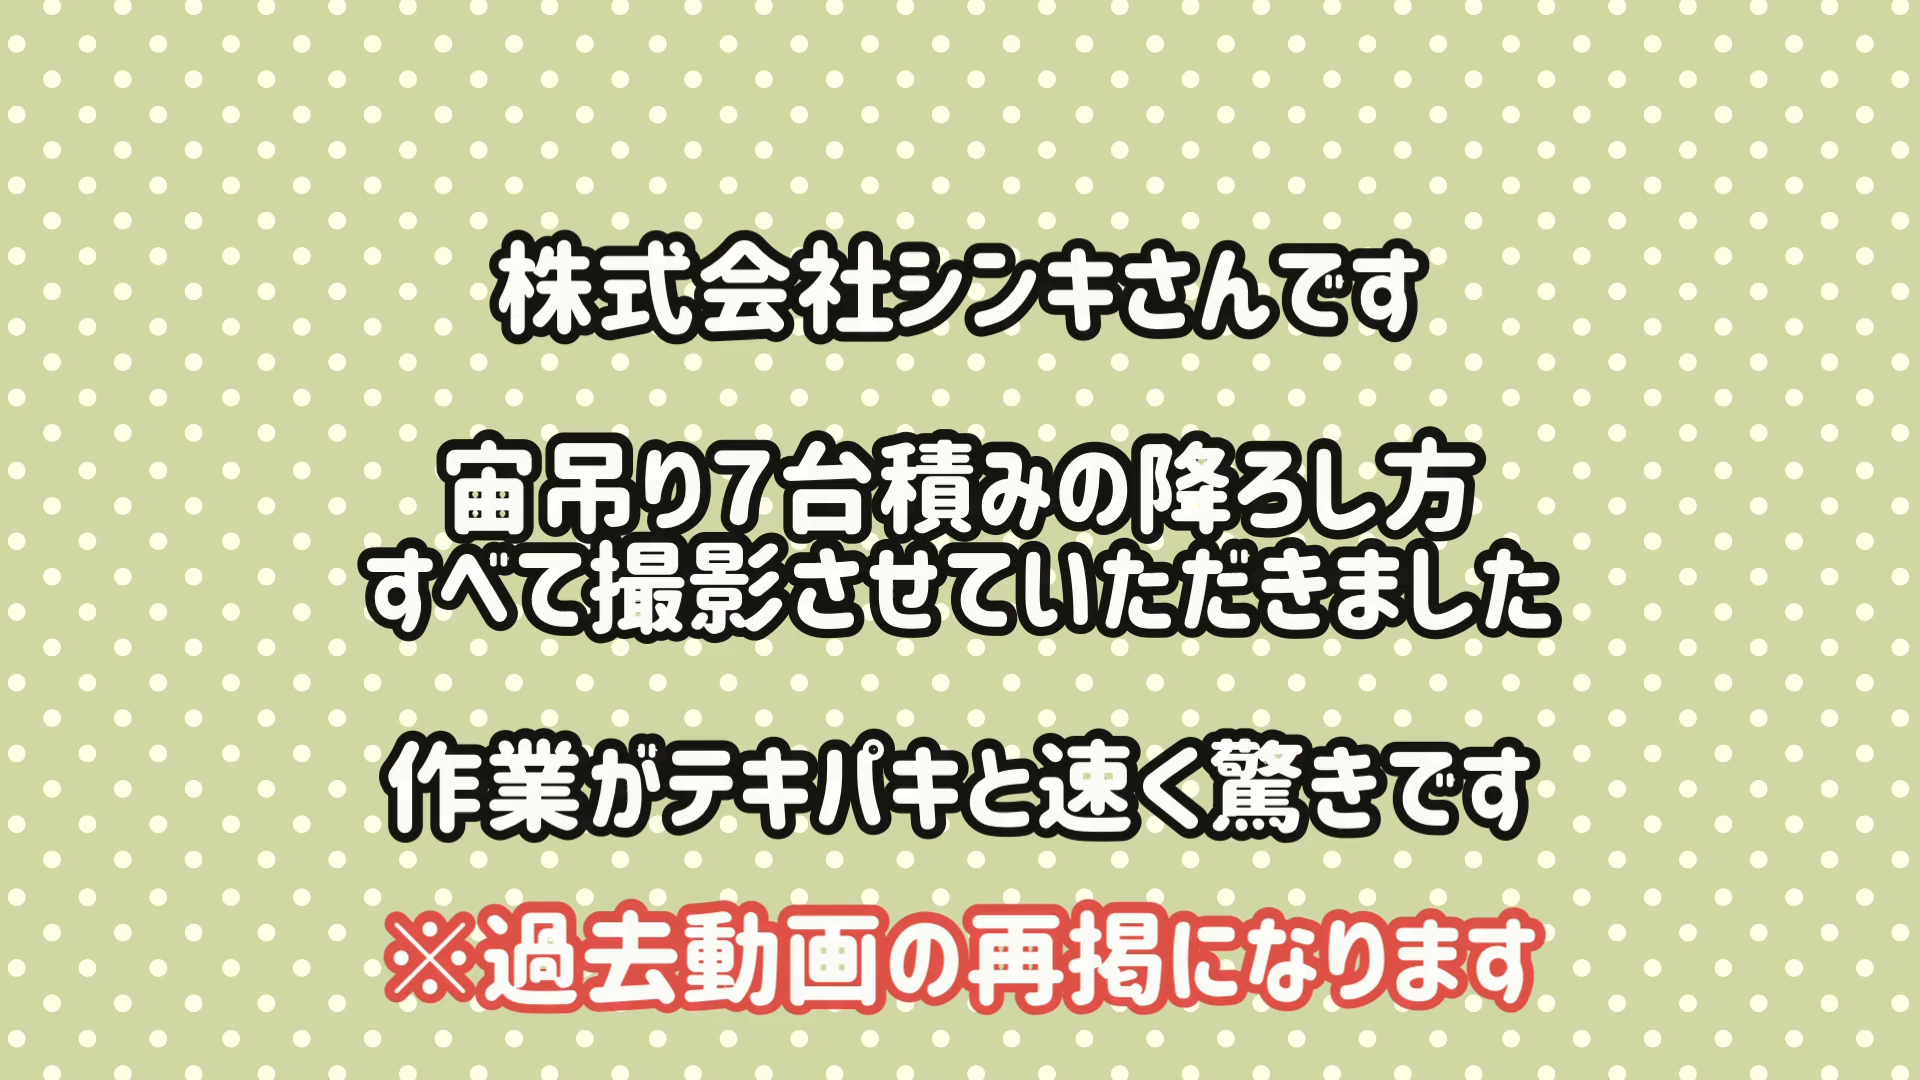 株式会社シンキさんです
宙吊り7台積みの降ろし方
すべて撮影させていただきました
作業がテキパキと速く驚きです
※過去動画の再掲になります